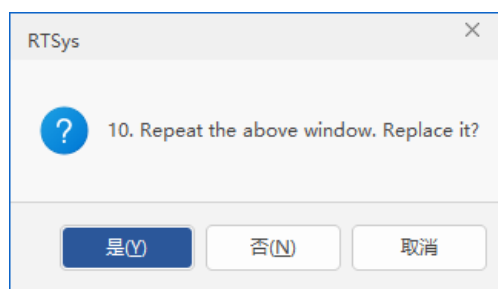 RTSys
10. Repeat the above window. Replace it?
是(Y)
否(N)
取消